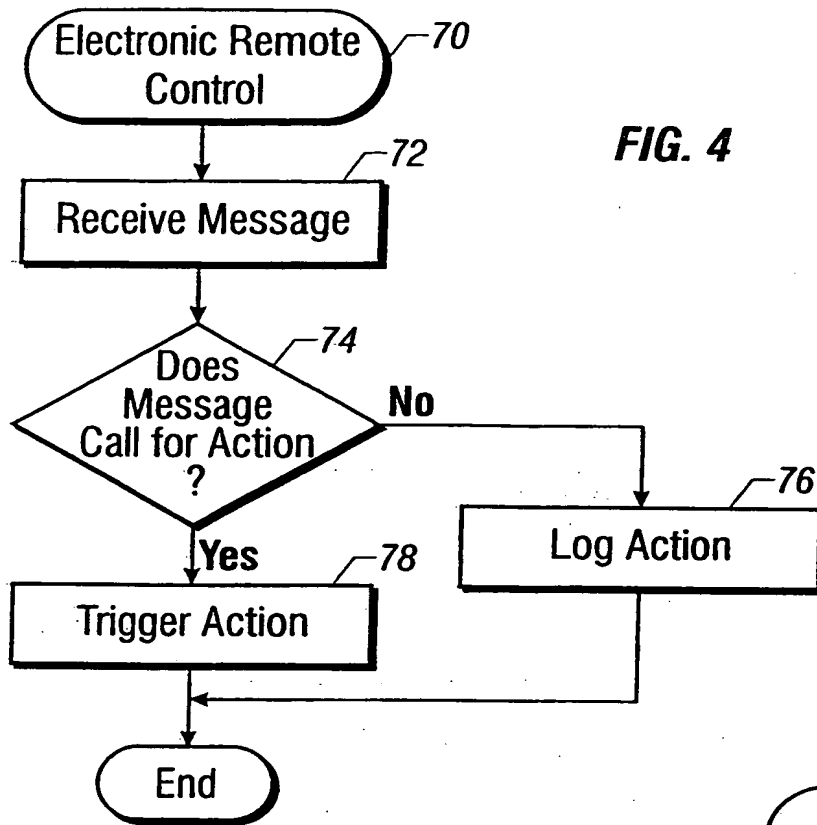 Electronic Remote
Control
70
FIG. 4
72
Receive Message
74
Does
Message
Call for Action
?
No
76
Log Action
Yes
78
Trigger Action
End